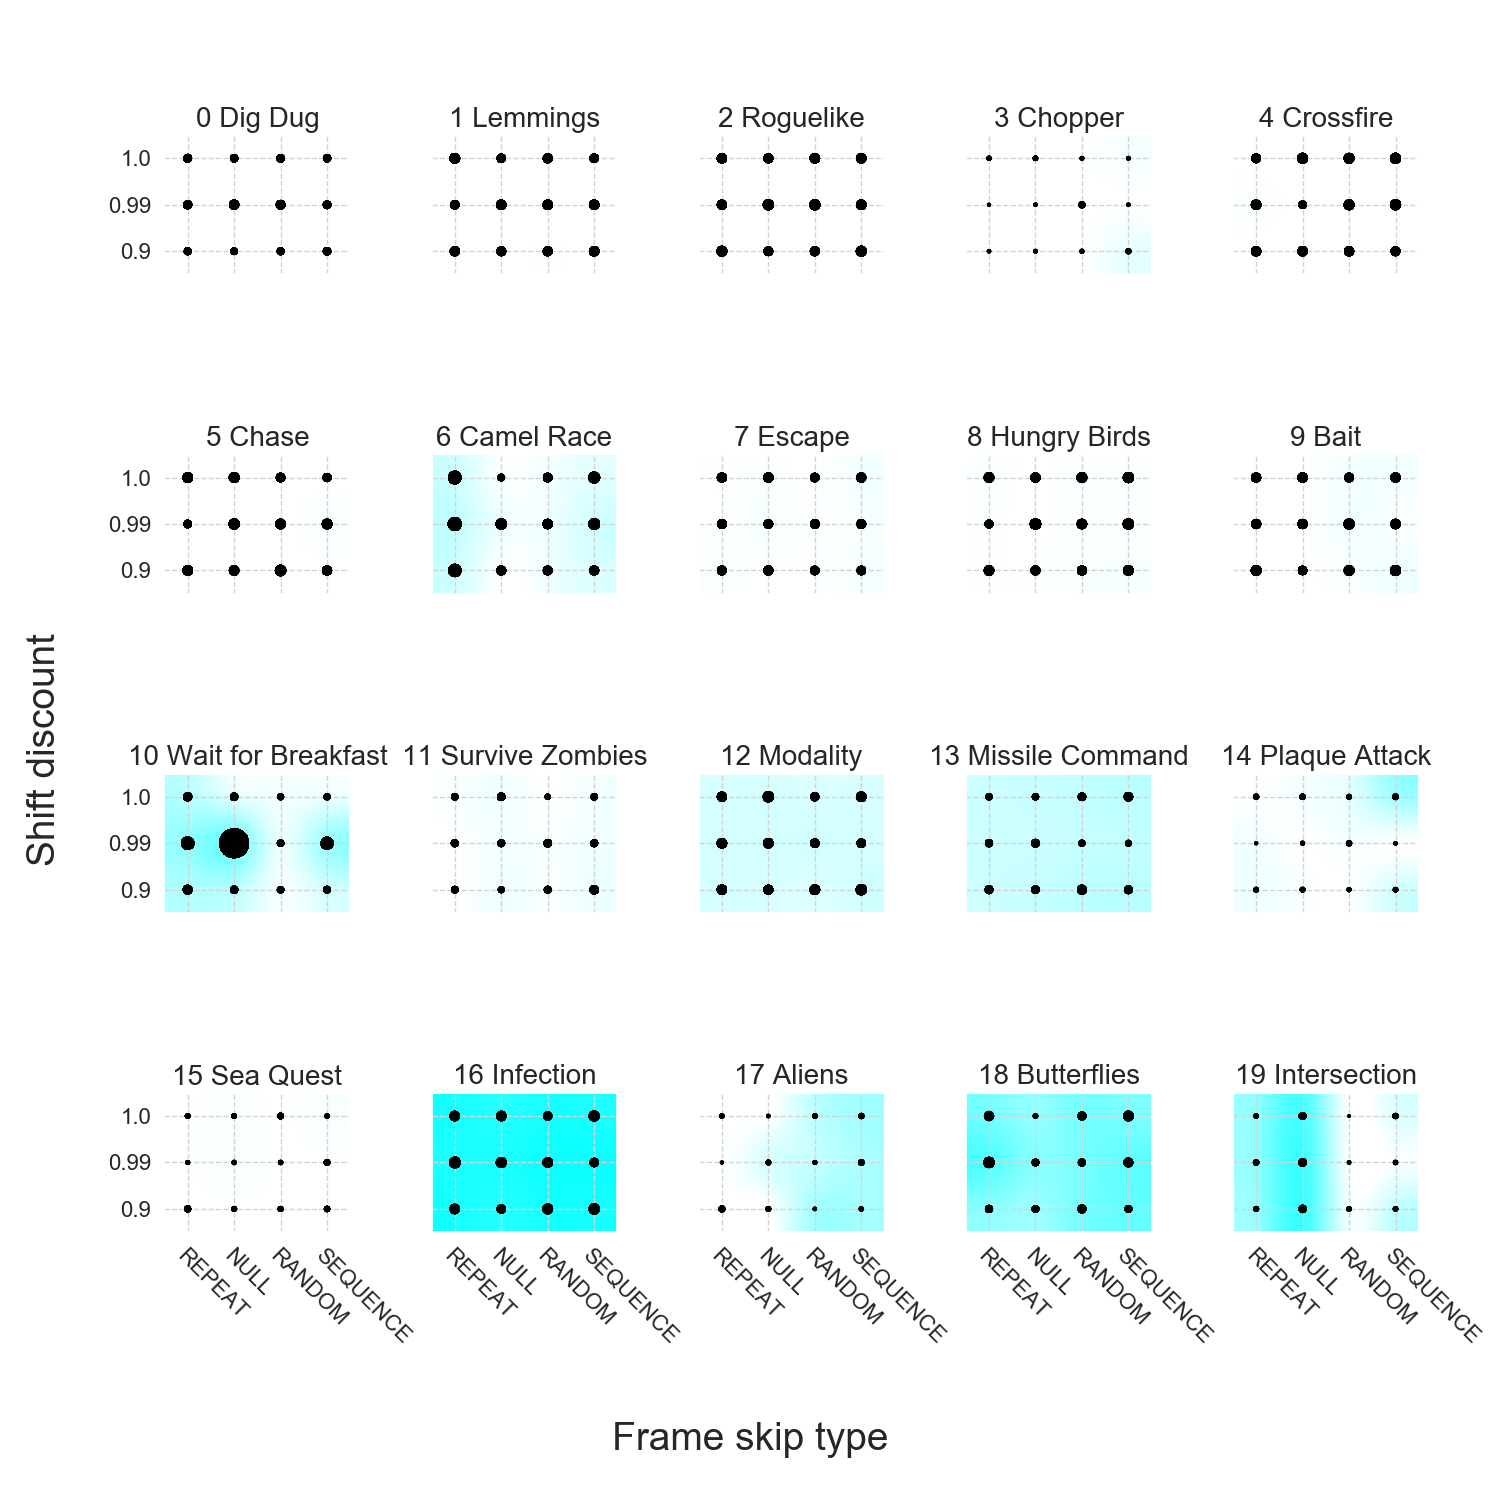 0 Dig Dug
1 Lemmings
2 Roguelike
3 Chopper
4 Crossfire
1.0
0.99
0.9
5 Chase
6 Camel Race
7 Escape
8 Hungry Birds
9 Bait
1.0
0.99
0.9
Shift discount
10 Wait for Breakfast
11 Survive Zombies
12 Modality
13 Missile Command
14 Plaque Attack
1.0
0.99
0.9
15 Sea Quest
16 Infection
17 Aliens
18 Butterflies
19 Intersection
1.0
0.99
0.9
REPEAT
NULL
RANDOM
SEQUENCE
REPEAT
NULL
RANDOM
SEQUENCE
REPEAT
NULL
RANDOM
SEQUENCE
REPEAT
NULL
RANDOM
SEQUENCE
REPEAT
NULL
RANDOM
SEQUENCE
Frame skip type